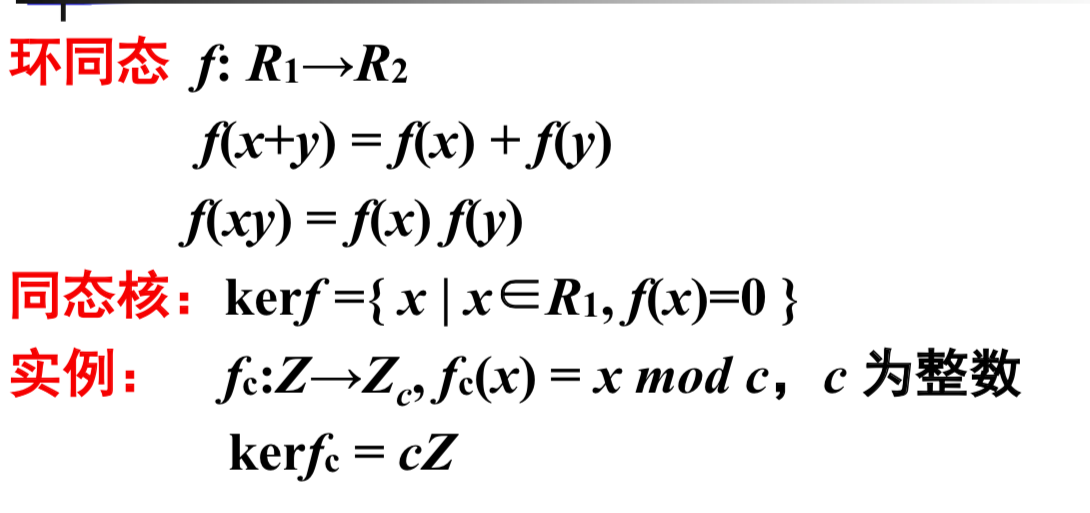 环同态 f: R₁→R₂
f(x+y) = f(x) + f(y)
f(xy) = f(x) f(y)
同态核：kerf ={ x | x∈R₁, f(x)=0 }
实例： fc:Z→Zc, fc(x) = x mod c，c 为整数
kerfc = cZ